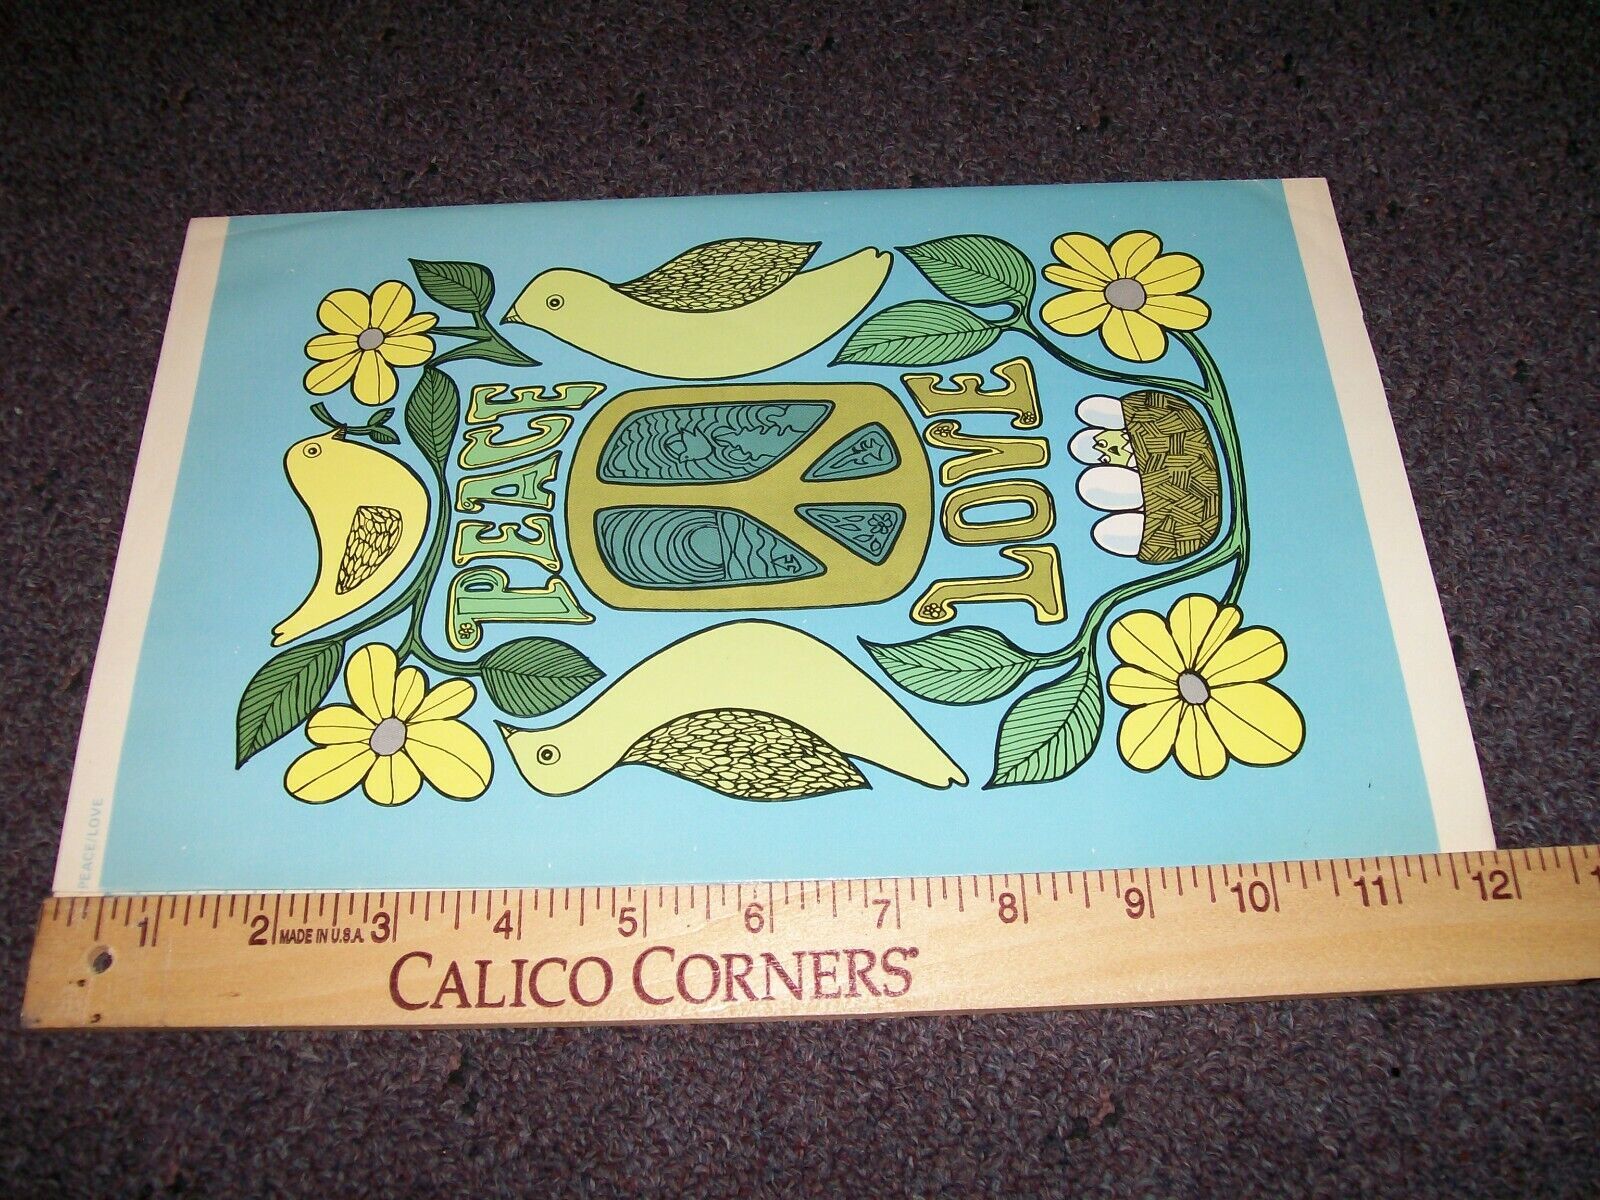 PEACE
LOVE
PEACE/LOVE
1 2 3 4 5 6 7 8 9 10 11 12
MADE IN U.S.A.
CALICO CORNERS®